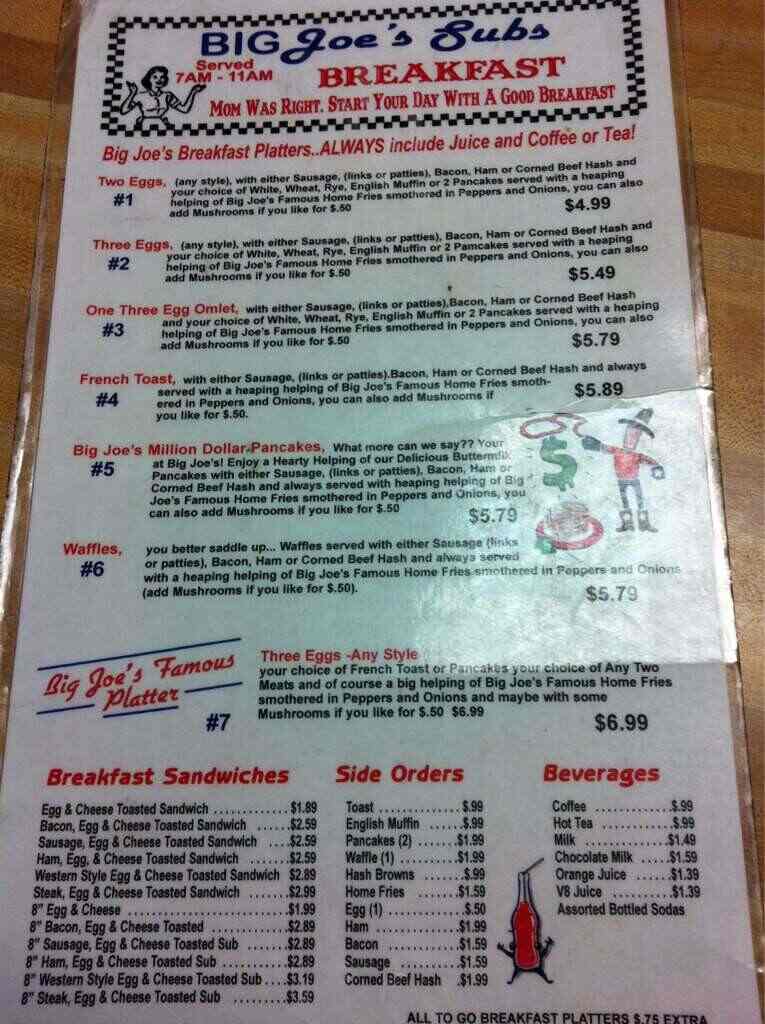 BIG Joe's Subs
Served
7AM - 11AM
BREAKFAST
MOM WAS RIGHT. START YOUR DAY WITH A GOOD BREAKFAST
Big Joe's Breakfast Platters..ALWAYS include Juice and Coffee or Tea!
Two Eggs, (any style), with either Sausage, (links or patties), Bacon, Ham or Corned Beef Hash and
#1 your choice of White, Wheat, Rye, English Muffin or 2 Pancakes served with a heaping
helping of Big Joe's Famous Home Fries smothered in Peppers and Onions, you can also
add Mushrooms if you like for $.50 $4.99
Three Eggs, (any style), with either Sausage, (links or patties), Bacon, Ham or Corned Beef Hash and
#2 your choice of White, Wheat, Rye, English Muffin or 2 Pamcakes served with a heaping
helping of Big Joe's Famous Home Fries smothered in Peppers and Onions, you can also
add Mushrooms if you like for $.50 $5.49
One Three Egg Omlet, with either Sausage, (links or patties),Bacon, Ham or Corned Beef Hash
#3 and your choice of White, Wheat, Rye, English Muffin or 2 Pancakes served with a heaping
helping of Big Joe's Famous Home Fries smothered in Peppers and Onions, you can also
add Mushrooms if you like for $.50 $5.79
French Toast, with either Sausage, (links or patties).Bacon, Ham or Corned Beef Hash and always
#4 served with a heaping helping of Big Joe's Famous Home Fries smoth-
ered in Peppers and Onions, you can also add Mushrooms if $5.89
you like for $.50.
Big Joe's Million Dollar Pancakes, What more can we say?? Your
#5 at Big Joe's! Enjoy a Hearty Helping of our Delicious Buttermilk
Pancakes with either Sausage, (links or patties), Bacon, Ham or
Corned Beef Hash and always served with heaping helping of Big
Joe's Famous Home Fries smothered in Peppers and Onions, you
can also add Mushrooms if you like for $.50 $5.79
$
Waffles, you better saddle up... Waffles served with either Sausage (links
#6 or patties), Bacon, Ham or Corned Beef Hash and always served
with a heaping helping of Big Joe's Famous Home Fries smothered in Peppers and Onions
(add Mushrooms if you like for $.50). $5.79
Big Joe's Famous
Platter
#7
Three Eggs -Any Style
your choice of French Toast or Pancakes your choice of Any Two
Meats and of course a big helping of Big Joe's Famous Home Fries
smothered in Peppers and Onions and maybe with some
Mushrooms if you like for $.50 $6.99
$6.99
Breakfast Sandwiches
Egg & Cheese Toasted Sandwich ............$1.89
Bacon, Egg & Cheese Toasted Sandwich ......$2.59
Sausage, Egg & Cheese Toasted Sandwich ....$2.59
Ham, Egg, & Cheese Toasted Sandwich .......$2.59
Western Style Egg & Cheese Toasted Sandwich $2.89
Steak, Egg & Cheese Toasted Sandwich .......$2.99
8" Egg & Cheese ........................$1.99
8" Bacon, Egg & Cheese Toasted ............$2.89
8" Sausage, Egg & Cheese Toasted Sub .......$2.89
8" Ham, Egg & Cheese Toasted Sub ..........$2.89
8" Western Style Egg & Cheese Toasted Sub ....$3.19
8" Steak, Egg & Cheese Toasted Sub .........$3.59
Side Orders
Toast .............$.99
English Muffin ......$.99
Pancakes (2) .......$1.99
Waffle (1) ..........$1.99
Hash Browns .......$.99
Home Fries ........$1.59
Egg (1) ............$.50
Ham ..............$1.99
Bacon .............$1.59
Sausage ...........$1.59
Corned Beef Hash .$1.99
Beverages
Coffee ............$.99
Hot Tea ...........$.99
Milk ..............$1.49
Chocolate Milk .....$1.59
Orange Juice .......$1.39
V8 Juice ...........$1.39
Assorted Bottled Sodas
ALL TO GO BREAKFAST PLATTERS $.75 EXTRA